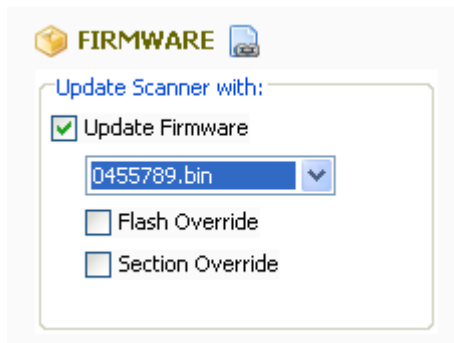 FIRMWARE
Update Scanner with:
Update Firmware
0455789.bin
Flash Override
Section Override